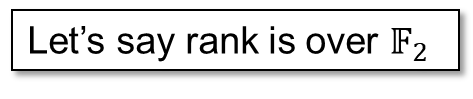 Let’s say rank is over 𝔽₂